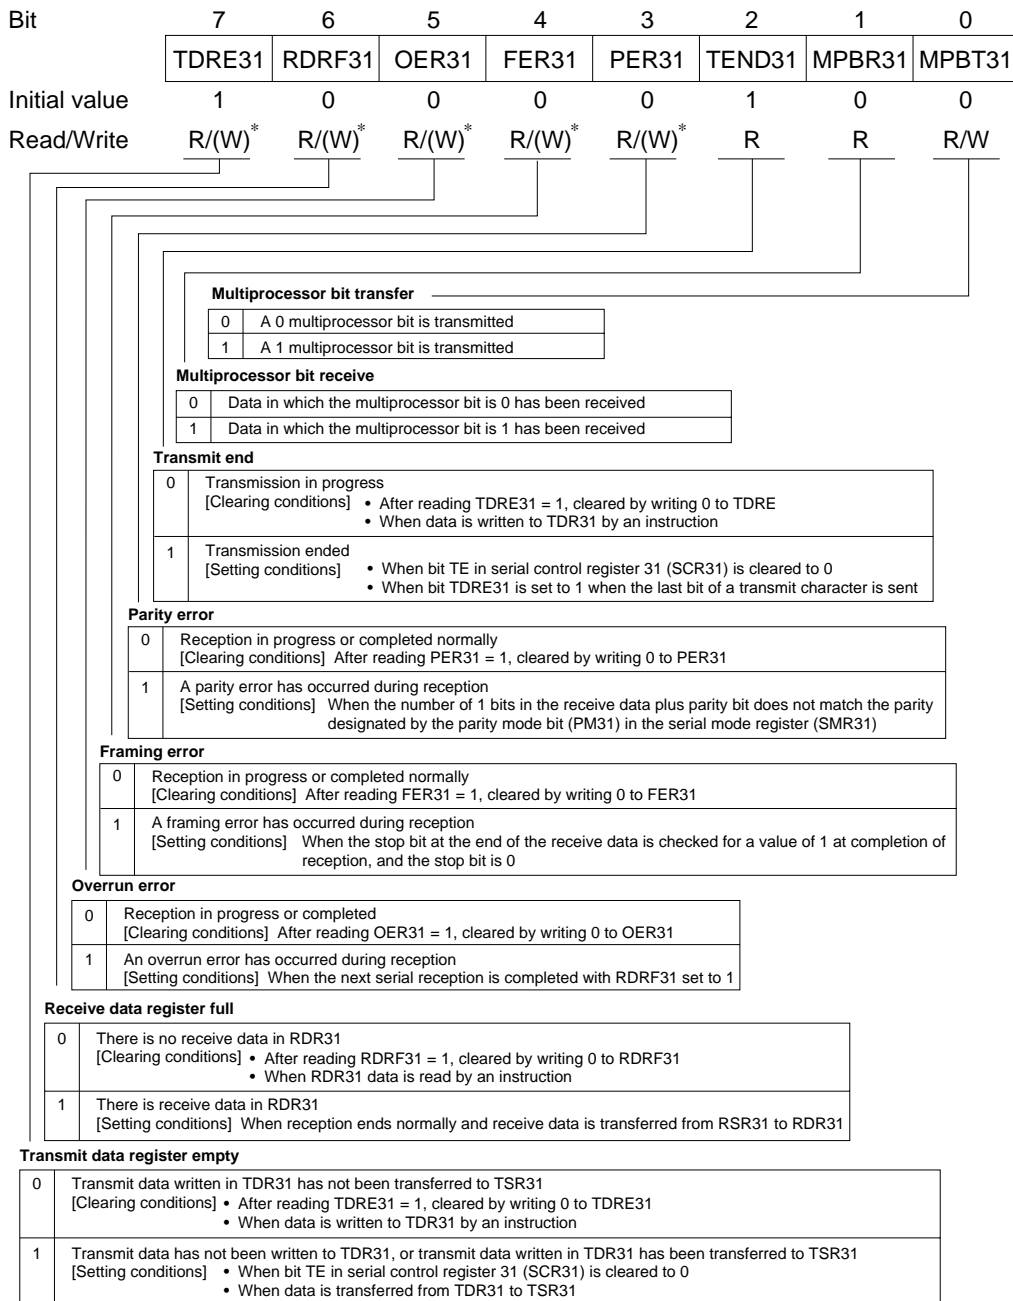 Bit 7 6 5 4 3 2 1 0
TDRE31 RDRF31 OER31 FER31 PER31 TEND31 MPBR31 MPBT31
Initial value 1 0 0 0 0 1 0 0
Read/Write R/(W)* R/(W)* R/(W)* R/(W)* R/(W)* R R R/W
Multiprocessor bit transfer
0 A 0 multiprocessor bit is transmitted
1 A 1 multiprocessor bit is transmitted
Multiprocessor bit receive
0 Data in which the multiprocessor bit is 0 has been received
1 Data in which the multiprocessor bit is 1 has been received
Transmit end
0 Transmission in progress
[Clearing conditions] • After reading TDRE31 = 1, cleared by writing 0 to TDRE
• When data is written to TDR31 by an instruction
1 Transmission ended
[Setting conditions] • When bit TE in serial control register 31 (SCR31) is cleared to 0
• When bit TDRE31 is set to 1 when the last bit of a transmit character is sent
Parity error
0 Reception in progress or completed normally
[Clearing conditions] After reading PER31 = 1, cleared by writing 0 to PER31
1 A parity error has occurred during reception
[Setting conditions] When the number of 1 bits in the receive data plus parity bit does not match the parity
designated by the parity mode bit (PM31) in the serial mode register (SMR31)
Framing error
0 Reception in progress or completed normally
[Clearing conditions] After reading FER31 = 1, cleared by writing 0 to FER31
1 A framing error has occurred during reception
[Setting conditions] When the stop bit at the end of the receive data is checked for a value of 1 at completion of
reception, and the stop bit is 0
Overrun error
0 Reception in progress or completed
[Clearing conditions] After reading OER31 = 1, cleared by writing 0 to OER31
1 An overrun error has occurred during reception
[Setting conditions] When the next serial reception is completed with RDRF31 set to 1
Receive data register full
0 There is no receive data in RDR31
[Clearing conditions] • After reading RDRF31 = 1, cleared by writing 0 to RDRF31
• When RDR31 data is read by an instruction
1 There is receive data in RDR31
[Setting conditions] When reception ends normally and receive data is transferred from RSR31 to RDR31
Transmit data register empty
0 Transmit data written in TDR31 has not been transferred to TSR31
[Clearing conditions] • After reading TDRE31 = 1, cleared by writing 0 to TDRE31
• When data is written to TDR31 by an instruction
1 Transmit data has not been written to TDR31, or transmit data written in TDR31 has been transferred to TSR31
[Setting conditions] • When bit TE in serial control register 31 (SCR31) is cleared to 0
• When data is transferred from TDR31 to TSR31